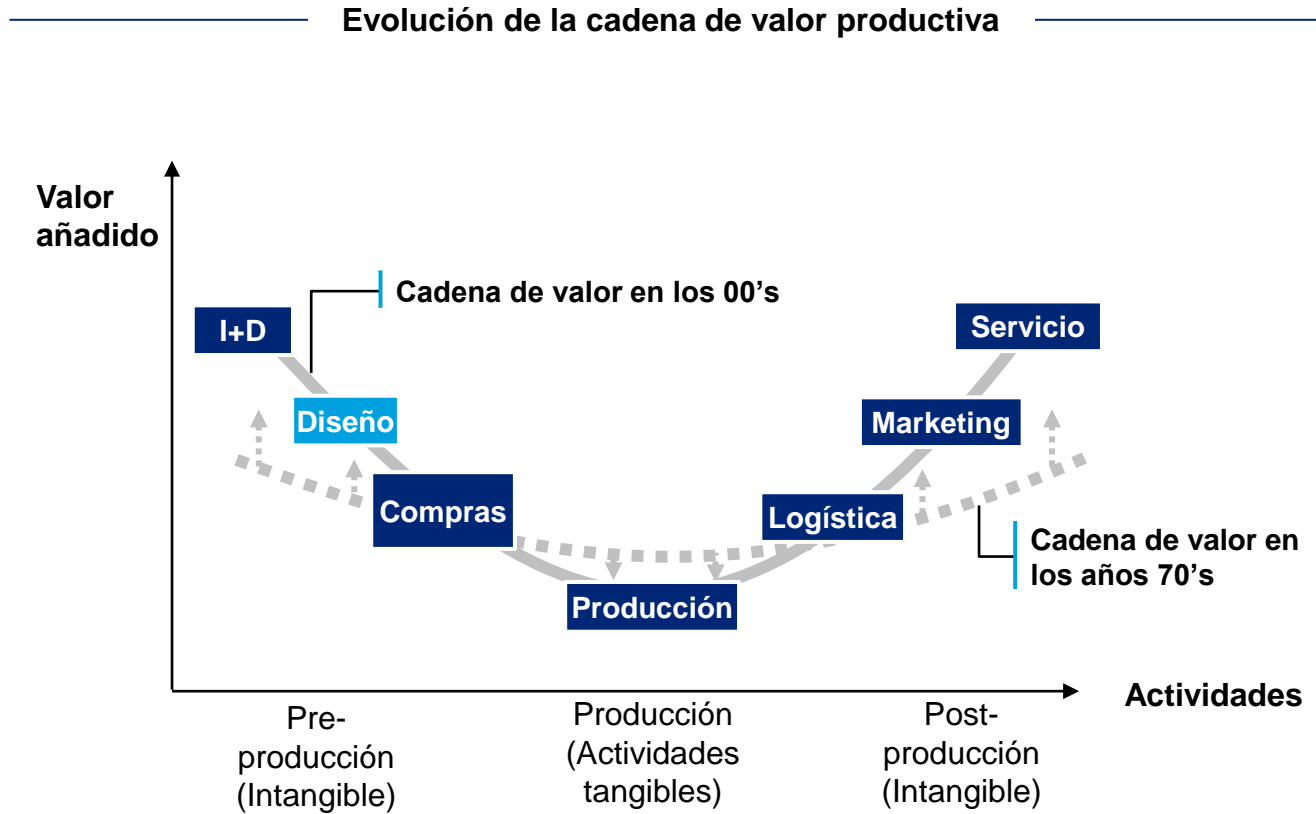 Evolución de la cadena de valor productiva
Valor
añadido
Cadena de valor en los 00’s
I+D
Servicio
Diseño
Marketing
Compras
Logística
Cadena de valor en
los años 70’s
Producción
Actividades
Pre-
producción
(Intangible)
Producción
(Actividades
tangibles)
Post-
producción
(Intangible)